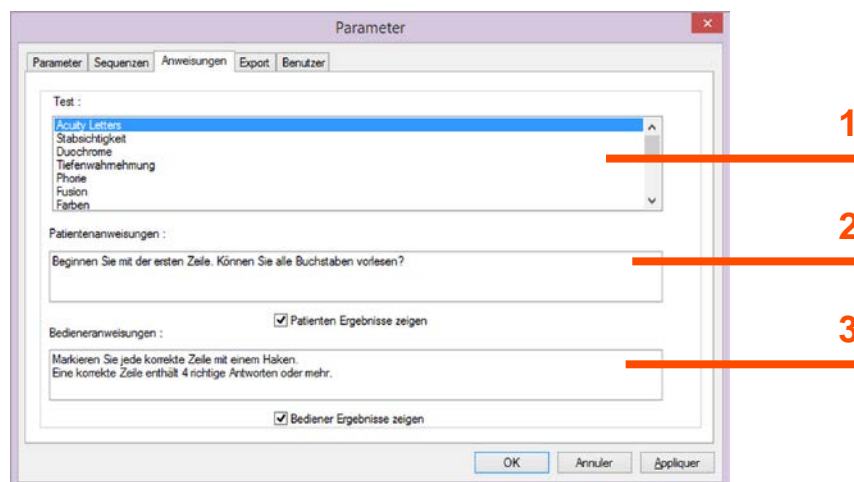 Parameter
Parameter Sequenzen Anweisungen Export Benutzer
Test :
Acuity Letters
Stabsichtigkeit
Duochrome
Tiefenwahrnehmung
Phorie
Fusion
Farben
1
Patientenanweisungen :
2
Beginnen Sie mit der ersten Zeile. Können Sie alle Buchstaben vorlesen?
Patienten Ergebnisse zeigen
Bedieneranweisungen :
3
Markieren Sie jede korrekte Zeile mit einem Haken.
Eine korrekte Zeile enthält 4 richtige Antworten oder mehr.
Bediener Ergebnisse zeigen
OK Annuler Appliquer